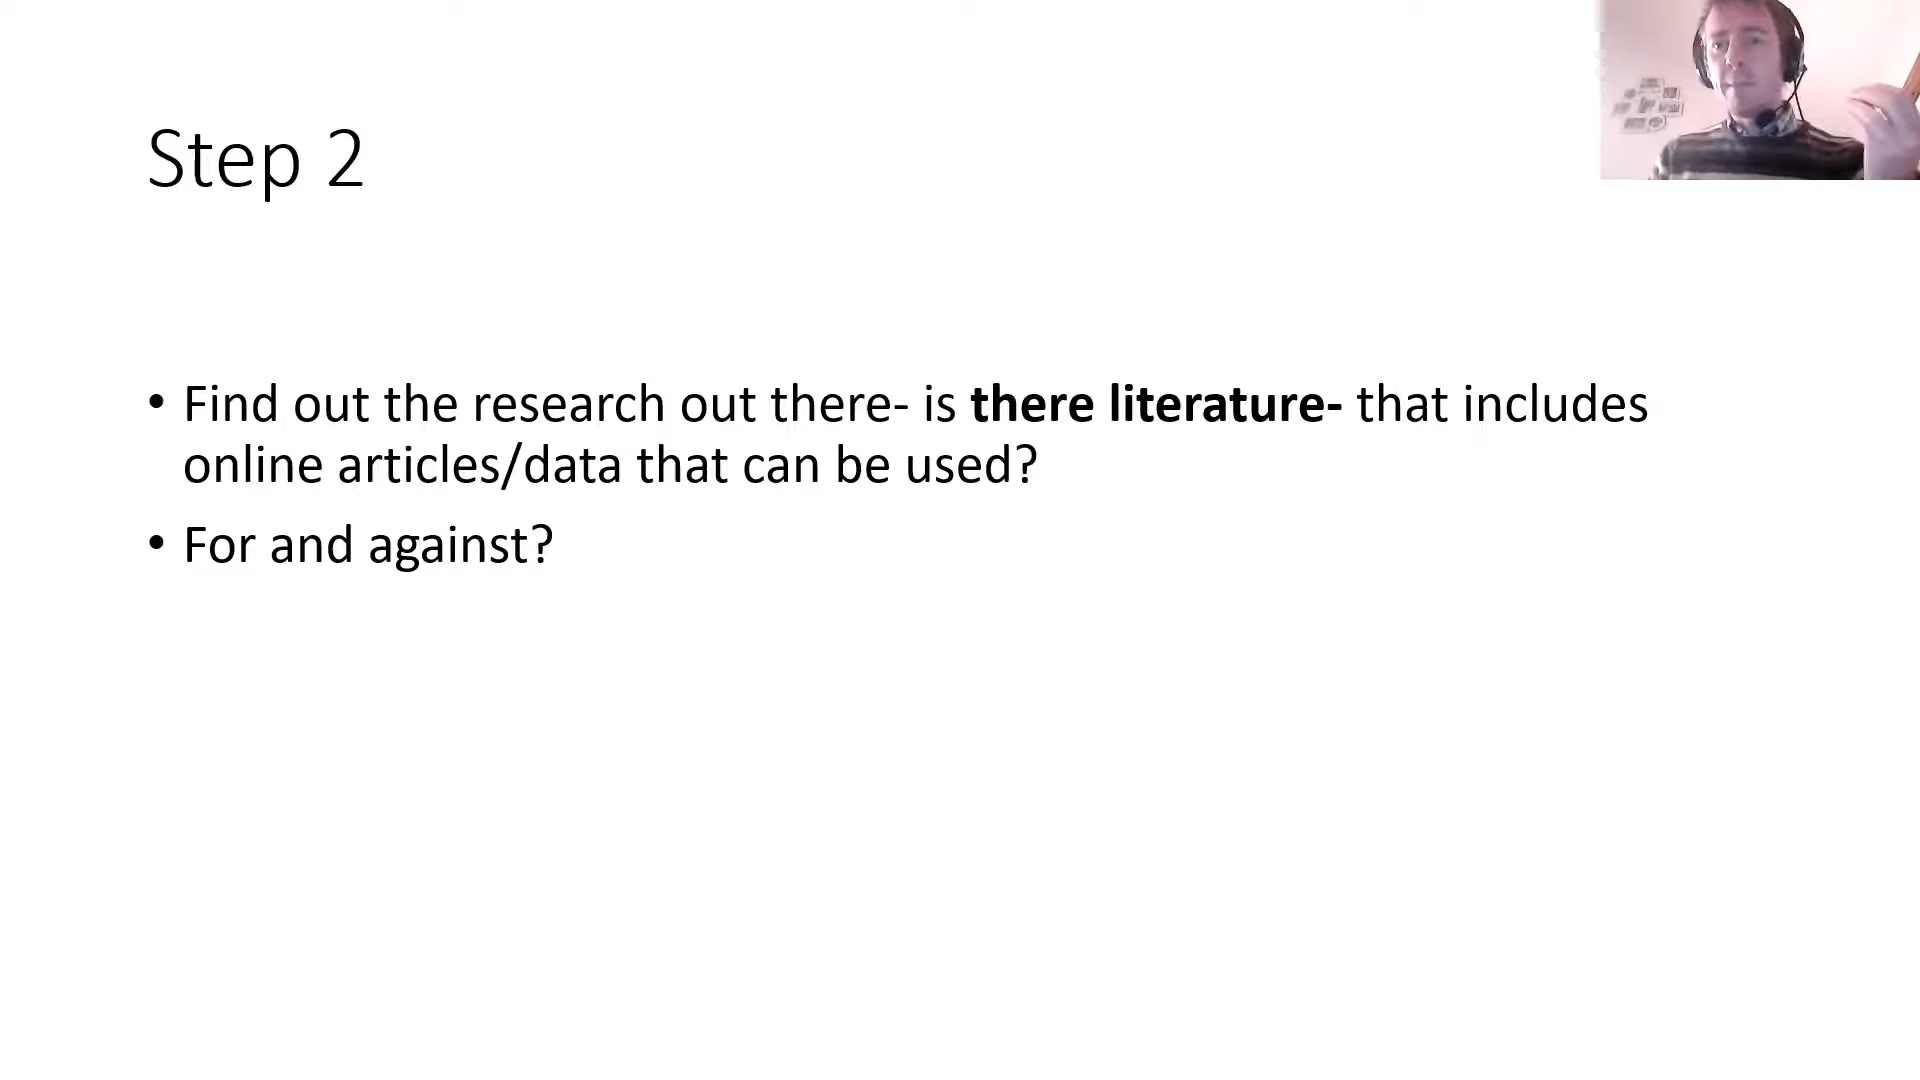 Step 2
• Find out the research out there- is there literature- that includes
online articles/data that can be used?
• For and against?